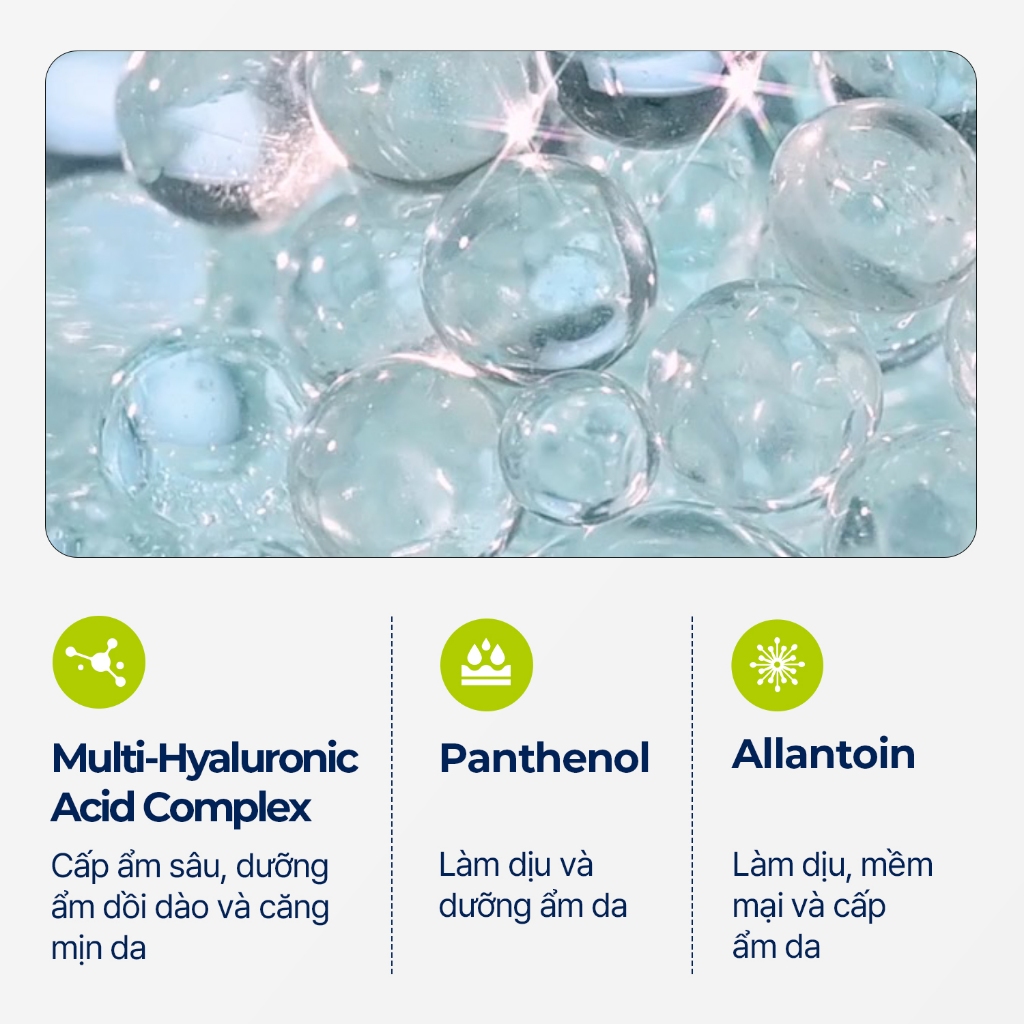 Multi-Hyaluronic
Acid Complex
Cấp ẩm sâu, dưỡng
ẩm dồi dào và căng
mịn da
Panthenol
Làm dịu và
dưỡng ẩm da
Allantoin
Làm dịu, mềm
mại và cấp
ẩm da